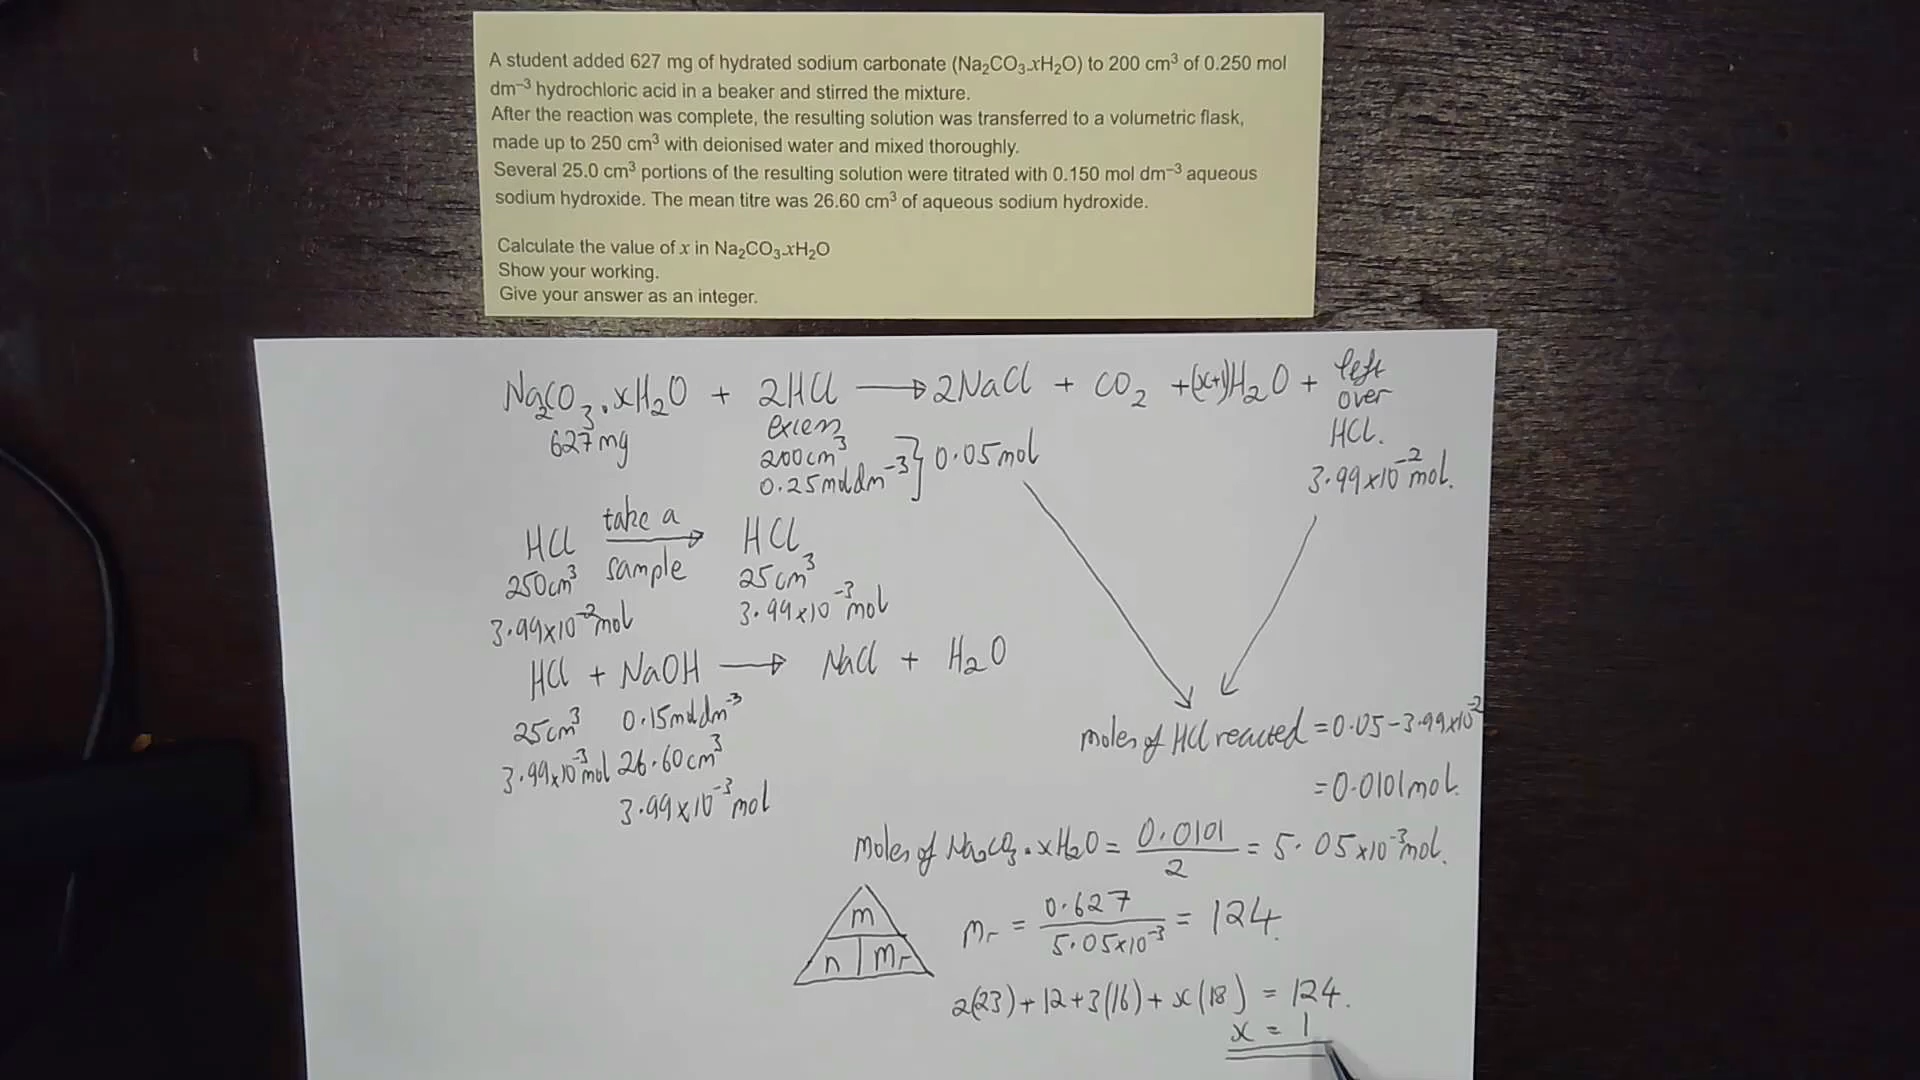 A student added 627 mg of hydrated sodium carbonate (Na₂CO₃.xH₂O) to 200 cm³ of 0.250 mol
dm⁻³ hydrochloric acid in a beaker and stirred the mixture.
After the reaction was complete, the resulting solution was transferred to a volumetric flask,
made up to 250 cm³ with deionised water and mixed thoroughly.
Several 25.0 cm³ portions of the resulting solution were titrated with 0.150 mol dm⁻³ aqueous
sodium hydroxide. The mean titre was 26.60 cm³ of aqueous sodium hydroxide.
Calculate the value of x in Na₂CO₃.xH₂O
Show your working.
Give your answer as an integer.
Na₂CO₃.xH₂O + 2HCl ⟶ 2NaCl + CO₂ +(x+1)H₂O + left over HCl.
627mg
excess
200cm³
0.25moldm⁻³ } 0.05mol
3.99x10⁻² mol.
HCl take a sample → HCl
250cm³ 25cm³
3.99x10⁻²mol 3.99x10⁻³mol
HCl + NaOH ⟶ NaCl + H₂O
25cm³ 0.15moldm⁻³
3.99x10⁻³mol 26.60cm³
3.99x10⁻³mol
moles of HCl reacted = 0.05-3.99x10⁻²
=0.0101mol.
Moles of Na₂CO₃.xH₂O = 0.0101/2 = 5.05x10⁻³mol.
m
n mr
mr = 0.627/5.05x10⁻³ = 124.
2(23)+12+3(16)+x(18) = 124.
x = 1